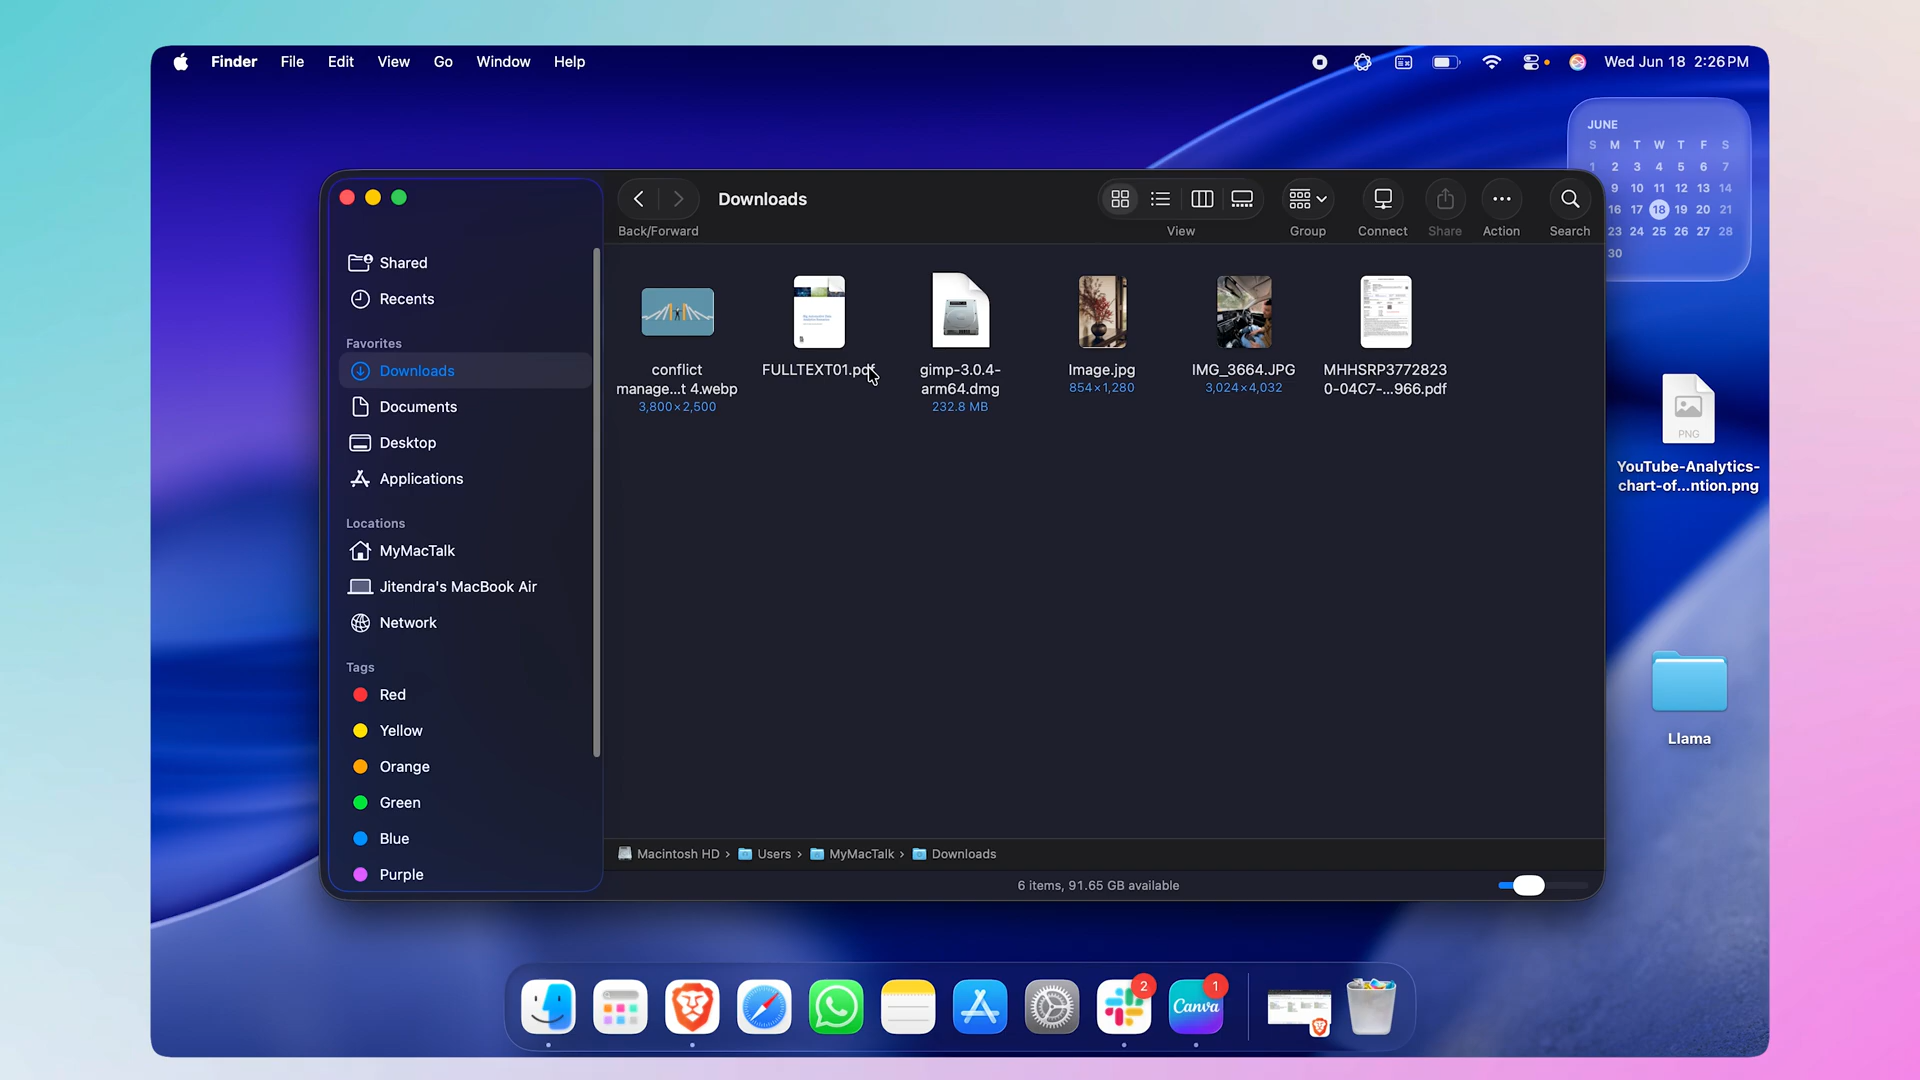 Finder File Edit View Go Window Help
Wed Jun 18 2:26 PM
JUNE
S M T W T F S
1 2 3 4 5 6 7
9 10 11 12 13 14
16 17 18 19 20 21
23 24 25 26 27 28
30
Downloads
Back/Forward
View
Group
Connect
Share
Action
Search
Shared
Recents
Favorites
Downloads
Documents
Desktop
Applications
Locations
MyMacTalk
Jitendra's MacBook Air
Network
Tags
Red
Yellow
Orange
Green
Blue
Purple
conflict
manage...t 4.webp
3,800×2,500
FULLTEXT01.pdf
gimp-3.0.4-
arm64.dmg
232.8 MB
Image.jpg
854×1,280
IMG_3664.JPG
3,024×4,032
MHHSRP3772823
0-04C7-...966.pdf
PNG
YouTube-Analytics-
chart-of...ntion.png
Llama
Macintosh HD › Users › MyMacTalk › Downloads
6 items, 91.65 GB available
2
Canva
1